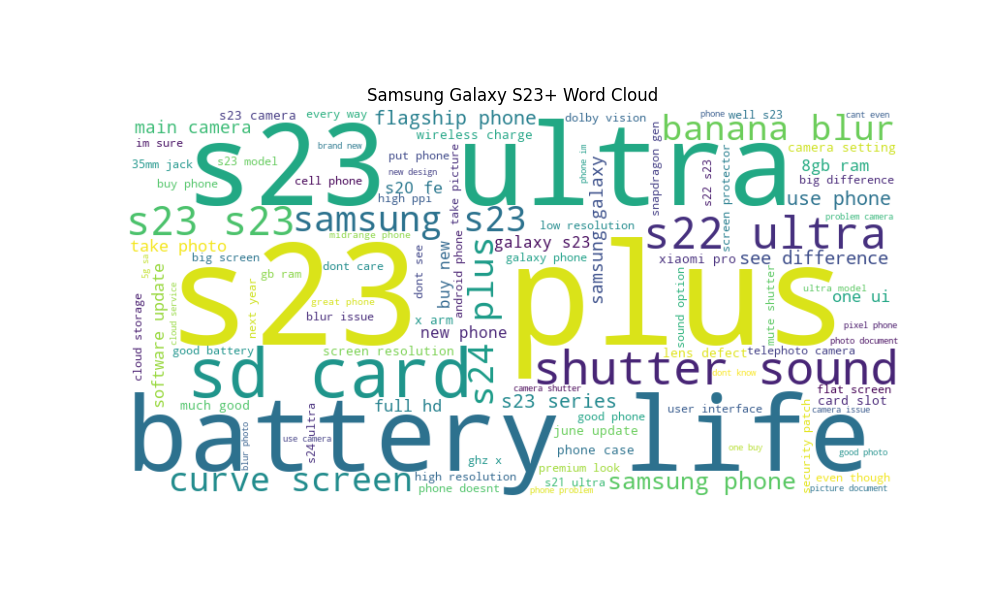 Samsung Galaxy S23+ Word Cloud
s23 camera
every way
flagship phone
dolby vision
phone
well s23
cant even
main camera
s23 ultra
banana blur
im sure
brand new
wireless charge
camera setting
35mm jack
s23 model
put phone
take picture
phone im
snapdragon gen
s22 s23
8gb ram
buy phone
cell phone
new design
s20 fe
samsung galaxy
screen protector
big difference
high ppi
use phone
s23 s23
samsung s23
low resolution
s22 ultra
problem camera
take photo
midrange phone
galaxy s23
see difference
big screen
dont care
dont see
buy new
android phone
s24 plus
galaxy phone
xiaomi pro
5g sa
gb ram
s23 plus
sound option
mute shutter
ultra model
one ui
cloud storage
software update
cloud service
next year
great phone
blur issue
x arm
new phone
pixel phone
photo document
good battery
screen resolution
lens defect
telephoto camera
sd card
shutter sound
dont know
camera shutter
flat screen
card slot
much good
full hd
s23 series
user interface
camera issue
battery life
good phone
blur photo
use camera
s24 ultra
june update
security patch
phone case
one buy
good photo
ghz x
premium look
curve screen
high resolution
s21 ultra
samsung phone
even though
phone doesnt
phone problem
picture document